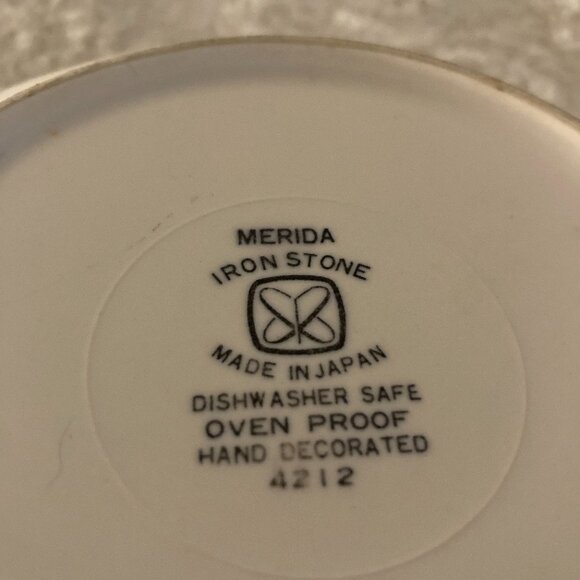 MERIDA
IRON STONE
MADE IN JAPAN
DISHWASHER SAFE
OVEN PROOF
HAND DECORATED
4212